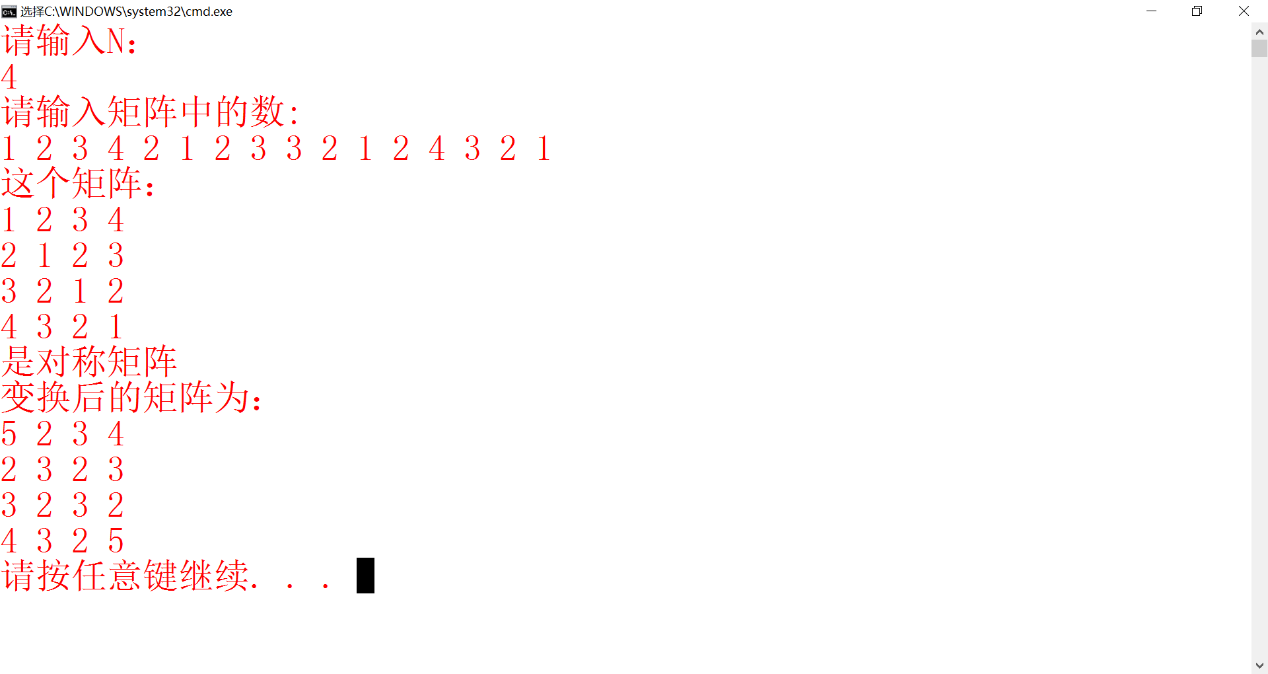 选择C:\WINDOWS\system32\cmd.exe
请输入N：
4
请输入矩阵中的数:
1 2 3 4 2 1 2 3 3 2 1 2 4 3 2 1
这个矩阵：
1 2 3 4
2 1 2 3
3 2 1 2
4 3 2 1
是对称矩阵
变换后的矩阵为：
5 2 3 4
2 3 2 3
3 2 3 2
4 3 2 5
请按任意键继续. . .